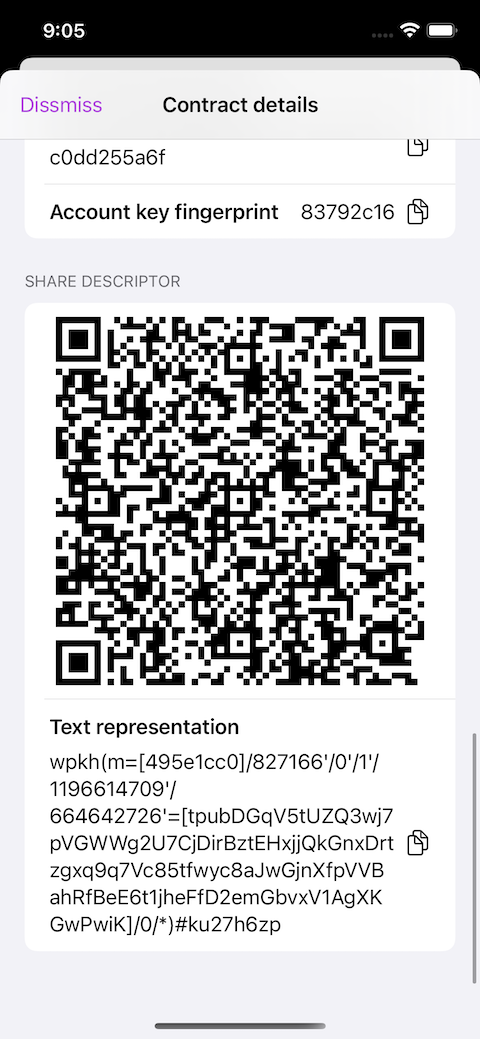 9:05
Dissmiss
Contract details
c0dd255a6f
Account key fingerprint 83792c16
SHARE DESCRIPTOR
Text representation
wpkh(m=[495e1cc0]/827166'/0'/1'/
1196614709'/
664642726'=[tpubDGqV5tUZQ3wj7
pVGWWg2U7CjDirBztEHxjjQkGnxDrt
zgxq9q7Vc85tfwyc8aJwGjnXfpVVB
ahRfBeE6t1jheFfD2emGbvxV1AgXK
GwPwiK]/0/*)#ku27h6zp